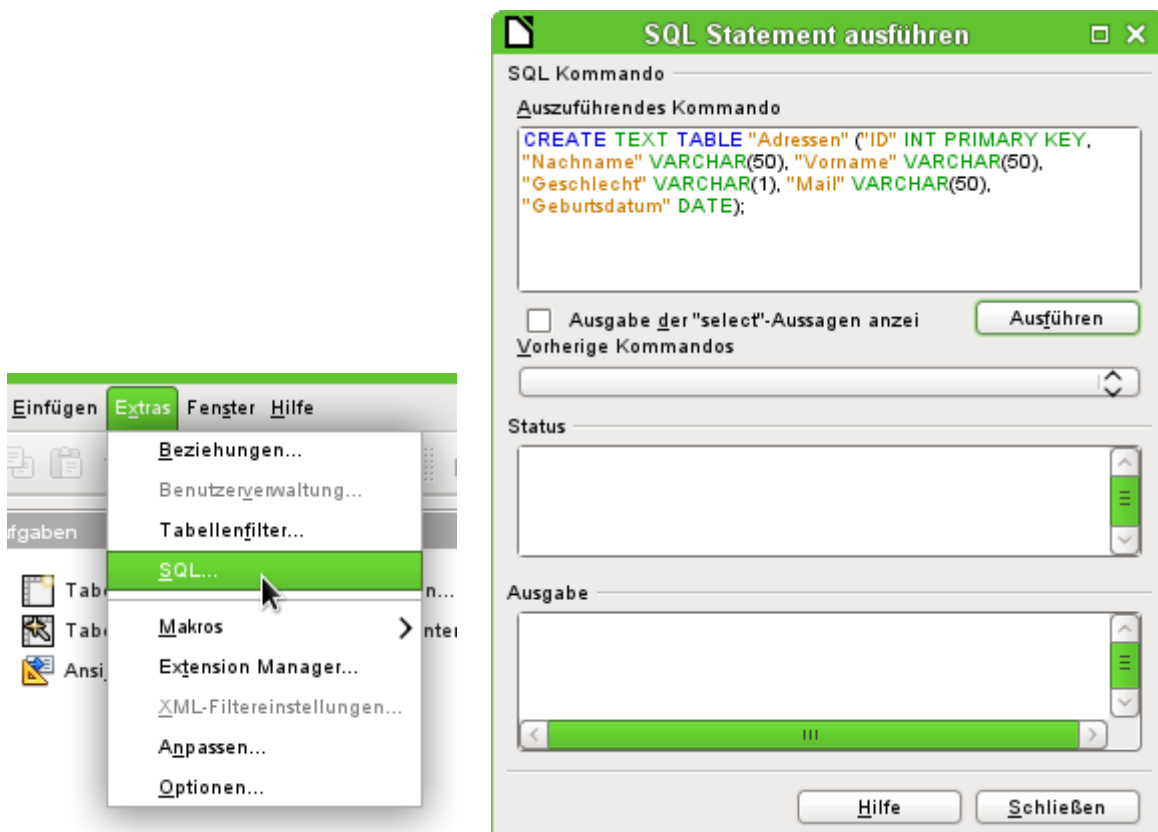 Einfügen Extras Fenster Hilfe
Beziehungen...
Benutzerverwaltung...
Tabellenfilter...
SQL...
Makros
Extension Manager...
XML-Filtereinstellungen...
Anpassen...
Optionen...
SQL Statement ausführen
SQL Kommando
Auszuführendes Kommando
CREATE TEXT TABLE "Adressen" ("ID" INT PRIMARY KEY,
"Nachname" VARCHAR(50), "Vorname" VARCHAR(50),
"Geschlecht" VARCHAR(1), "Mail" VARCHAR(50),
"Geburtsdatum" DATE);
Ausgabe der "select"-Aussagen anzei
Ausführen
Vorherige Kommandos
Status
Ausgabe
Hilfe
Schließen